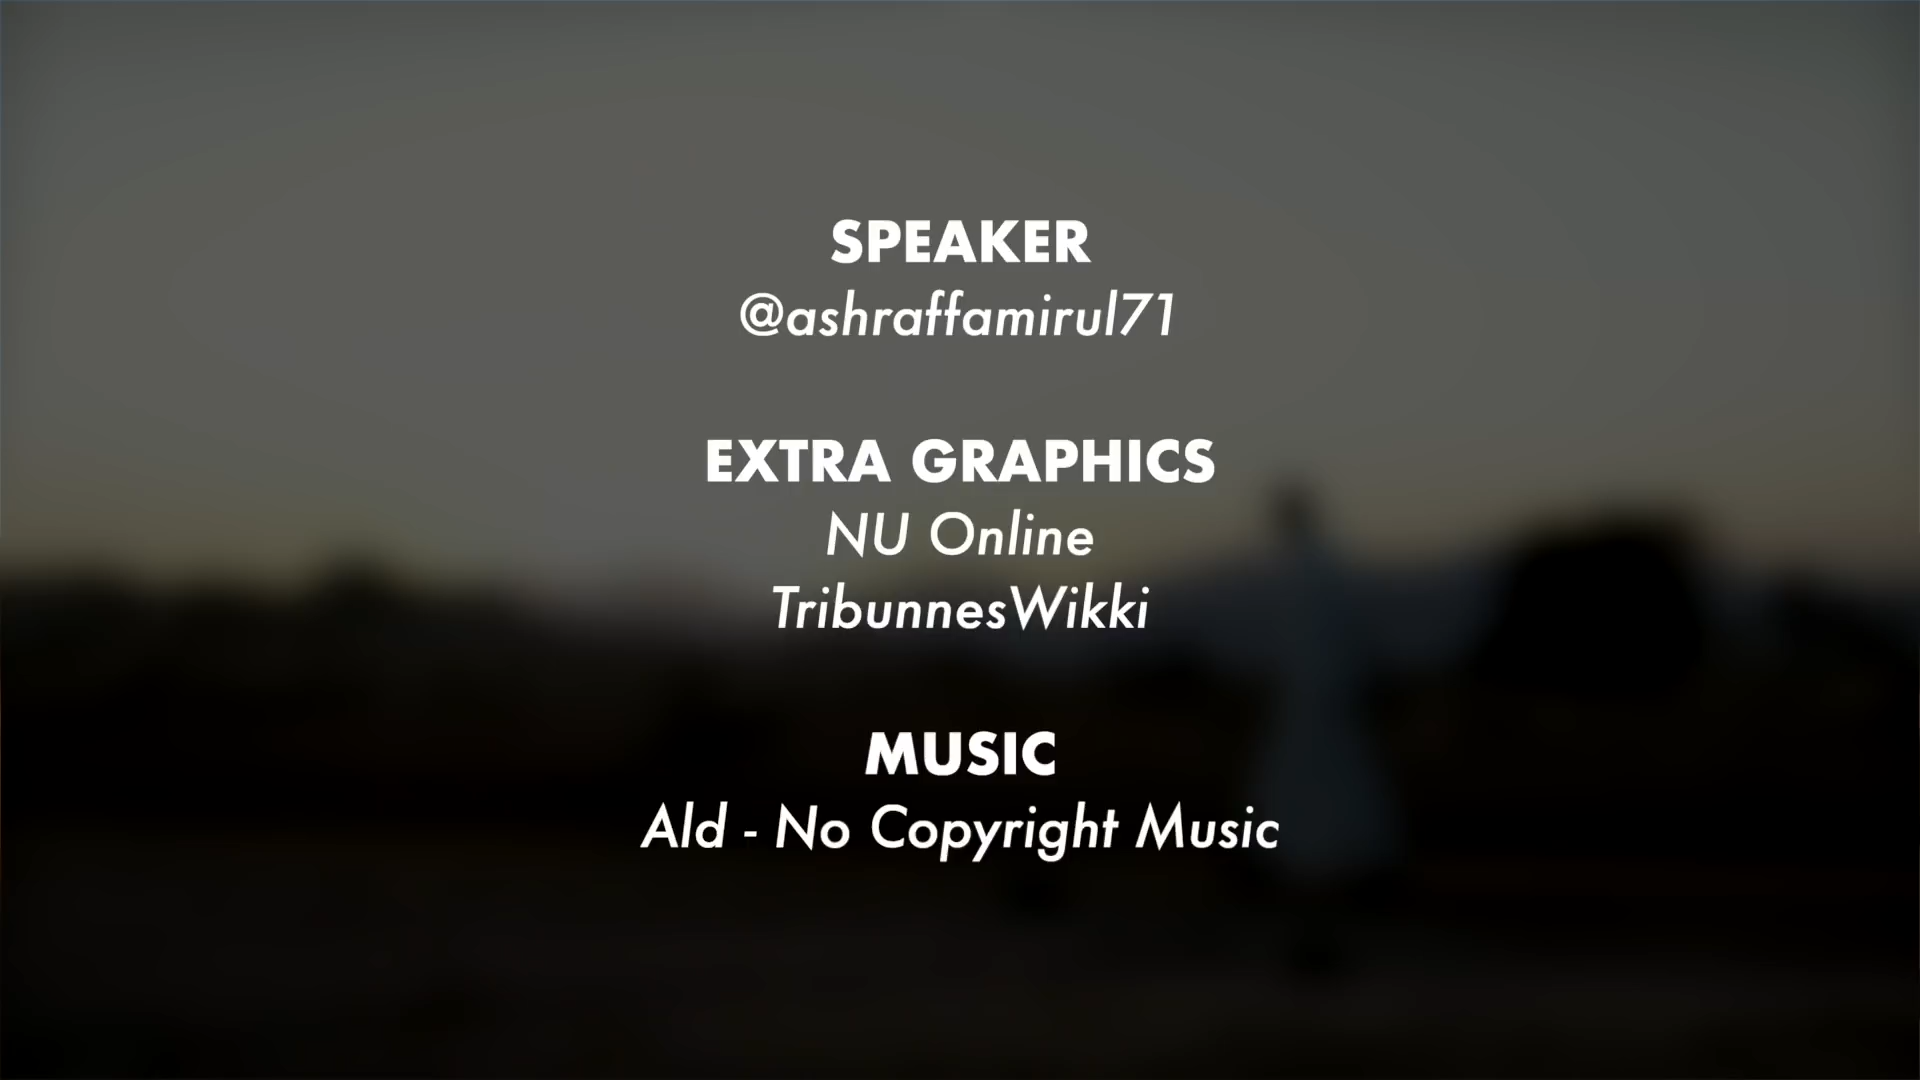 SPEAKER
@ashraffamirul71
EXTRA GRAPHICS
NU Online
TribunnesWikki
MUSIC
Ald - No Copyright Music